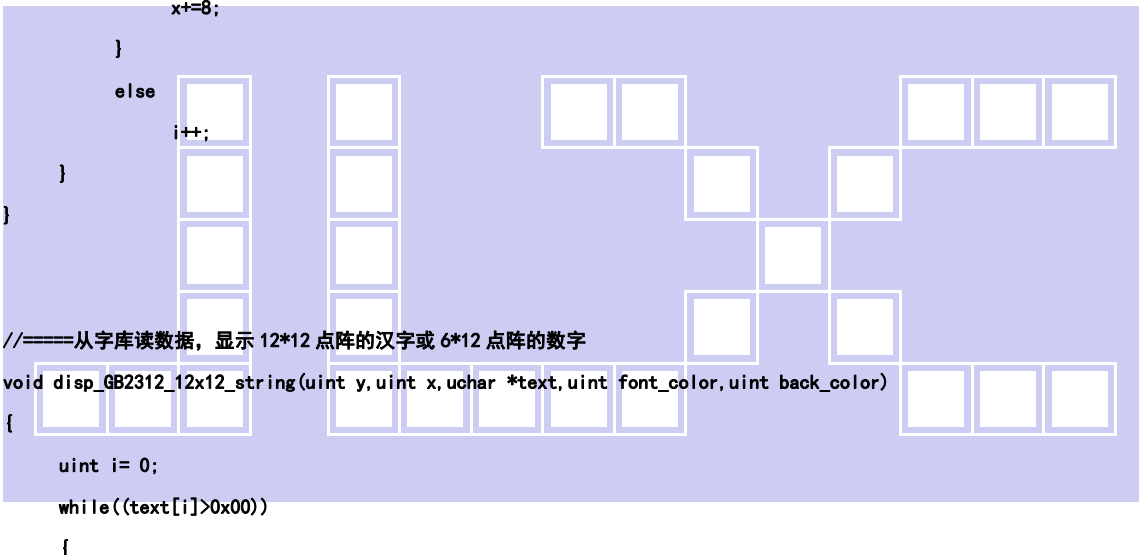 x+=8;
}
else
i++;
}
}
//=====从字库读数据，显示 12*12 点阵的汉字或 6*12 点阵的数字
void disp_GB2312_12x12_string(uint y,uint x,uchar *text,uint font_color,uint back_color)
{
uint i= 0;
while((text[i]>0x00))
{